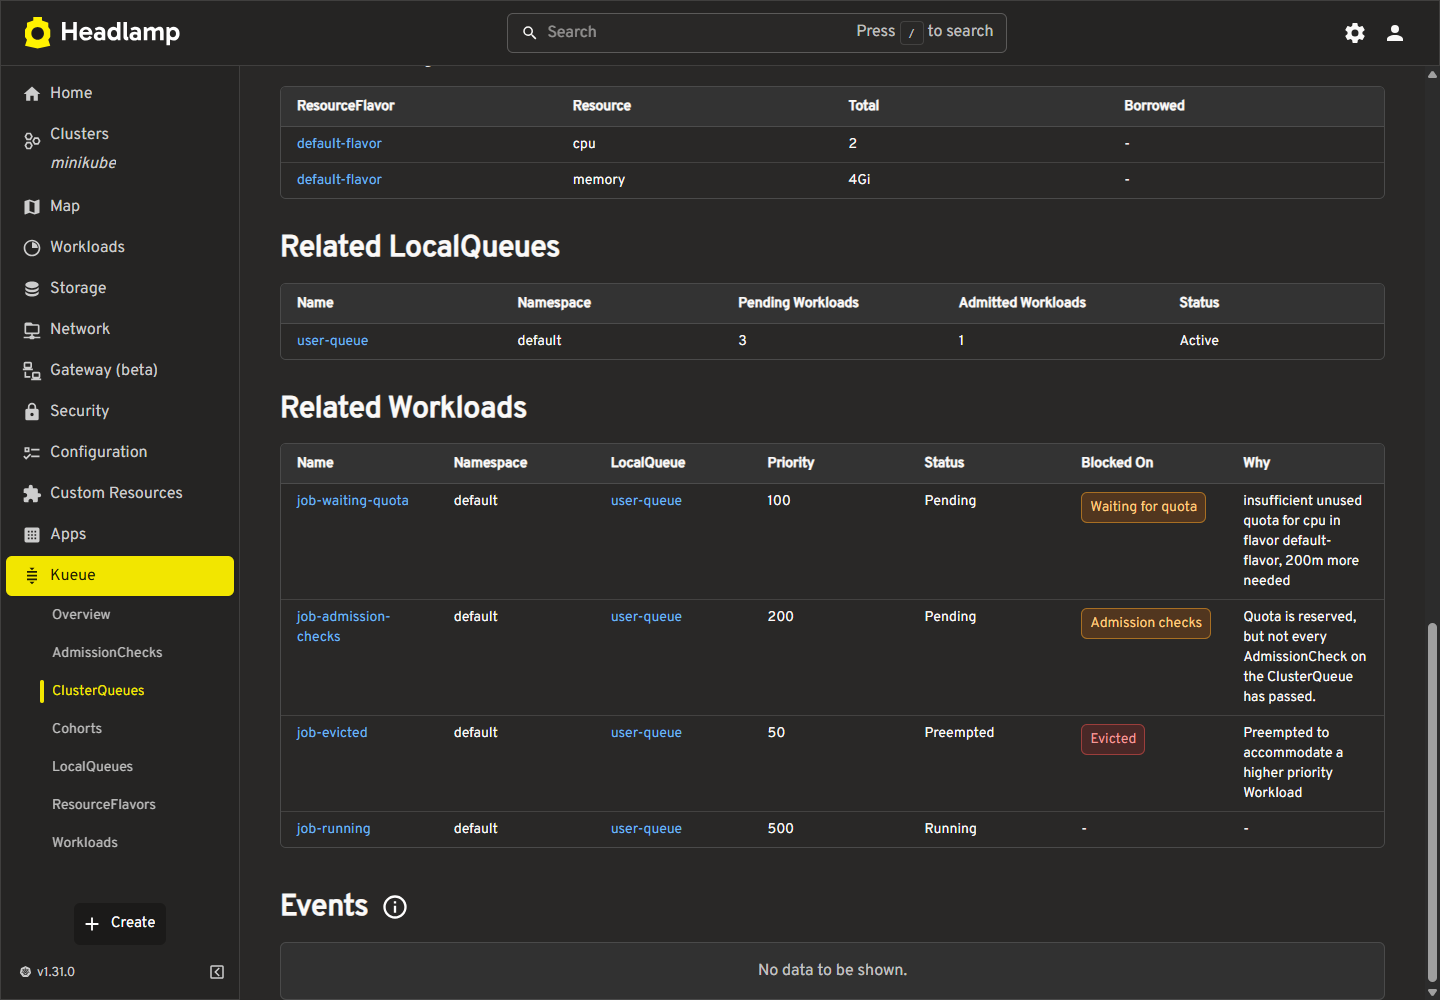 Headlamp
Search
Press / to search
Home
Clusters
minikube
Map
Workloads
Storage
Network
Gateway (beta)
Security
Configuration
Custom Resources
Apps
Kueue
Overview
AdmissionChecks
ClusterQueues
Cohorts
LocalQueues
ResourceFlavors
Workloads
Create
v1.31.0
ResourceFlavor Resource Total Borrowed
default-flavor cpu 2 -
default-flavor memory 4Gi -
Related LocalQueues
Name Namespace Pending Workloads Admitted Workloads Status
user-queue default 3 1 Active
Related Workloads
Name Namespace LocalQueue Priority Status Blocked On Why
job-waiting-quota default user-queue 100 Pending Waiting for quota insufficient unused
quota for cpu in
flavor default-
flavor, 200m more
needed
job-admission- default user-queue 200 Pending Admission checks Quota is reserved,
checks but not every
AdmissionCheck on
the ClusterQueue
has passed.
job-evicted default user-queue 50 Preempted Evicted Preempted to
accommodate a
higher priority
Workload
job-running default user-queue 500 Running - -
Events
No data to be shown.